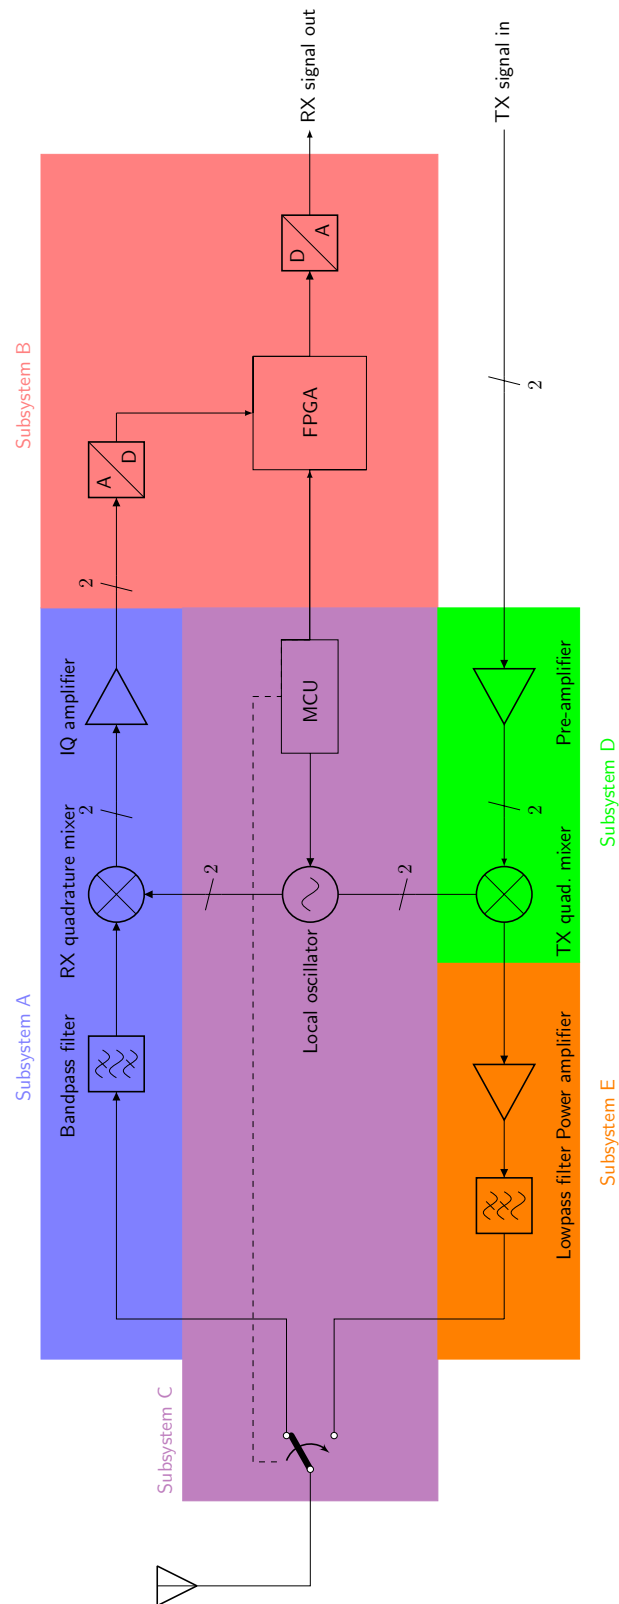 Subsystem A
Subsystem B
Bandpass filter
RX quadrature mixer
IQ amplifier
2
2
A
D
Subsystem C
2
Local oscillator
MCU
FPGA
D
A
RX signal out
2
Lowpass filter
Power amplifier
TX quad. mixer
Pre-amplifier
2
2
TX signal in
Subsystem E
Subsystem D